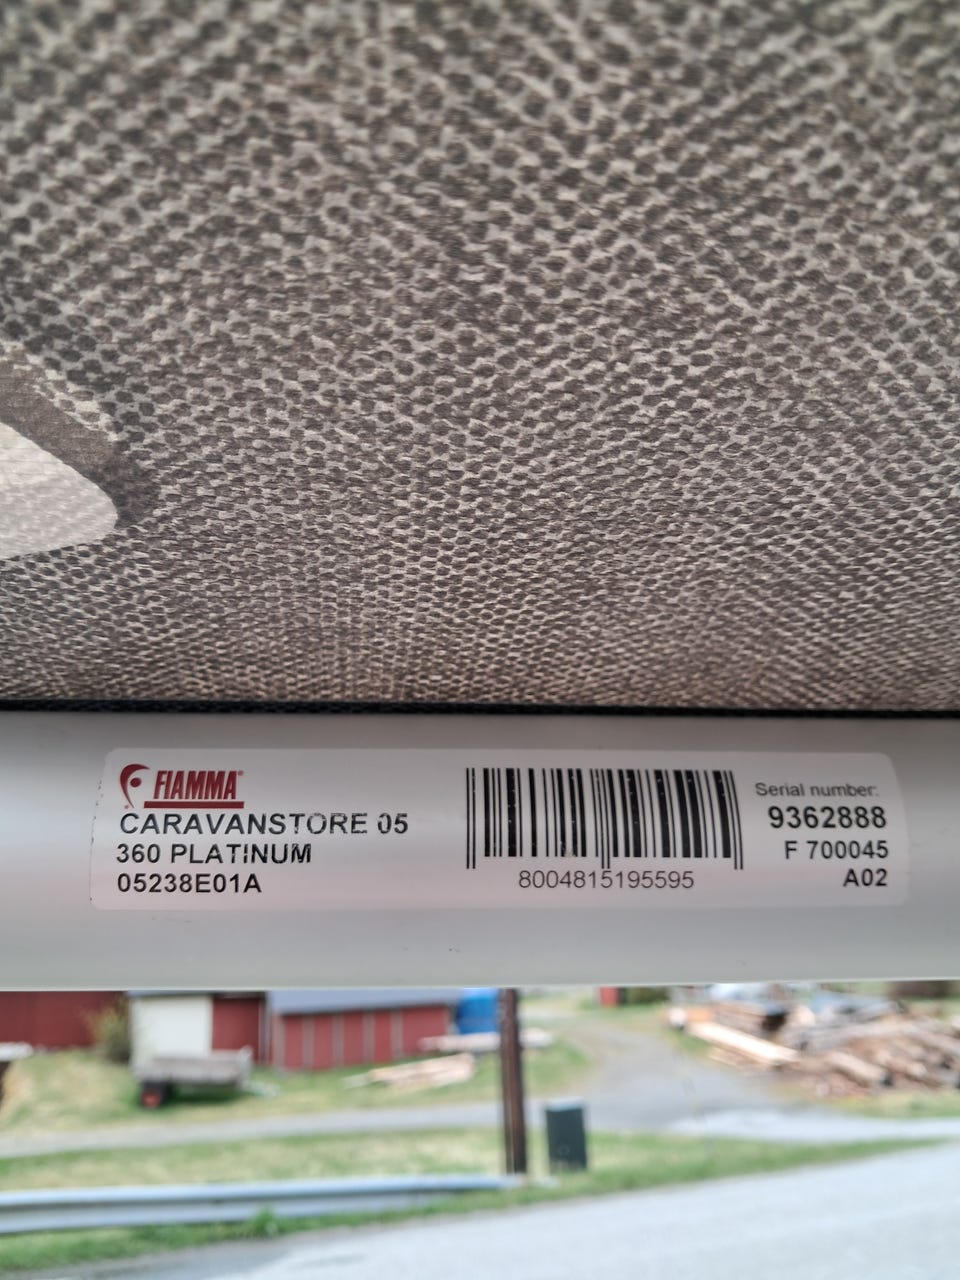 FIAMMA®
CARAVANSTORE 05
360 PLATINUM
05238E01A
8004815195595
Serial number:
9362888
F 700045
A02